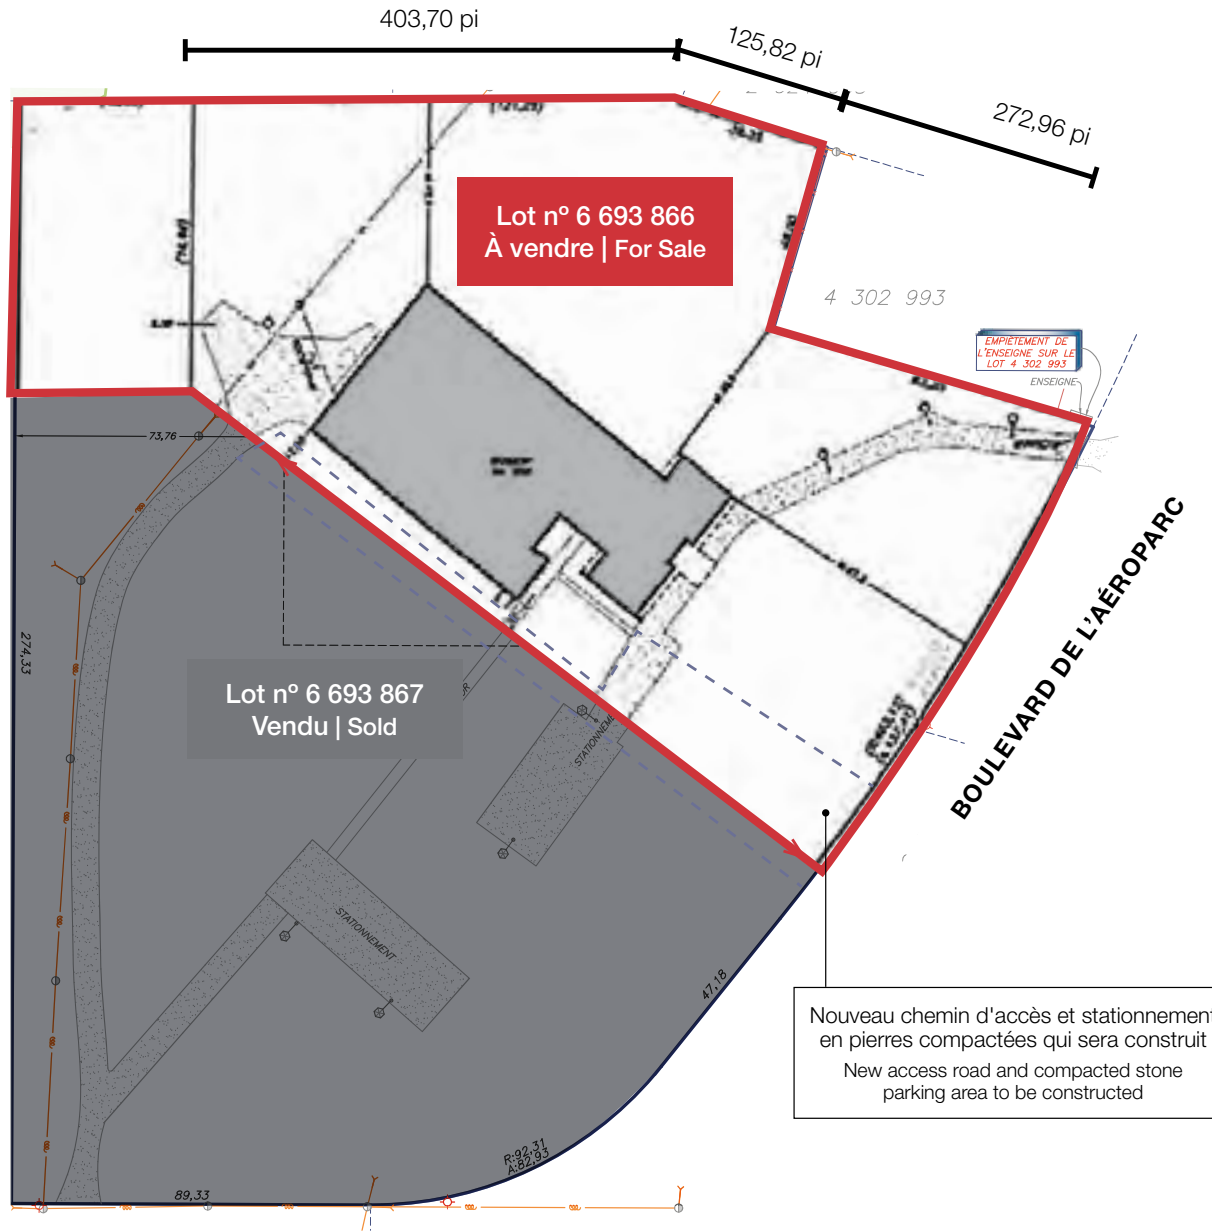 403,70 pi
125,82 pi
272,96 pi
Lot nº 6 693 866
À vendre | For Sale
4 302 993
EMPIÈTEMENT DE
L'ENSEIGNE SUR LE
LOT 4 302 993
ENSEIGNE
73,76
274,33
BOULEVARD DE L'AÉROPARC
Lot nº 6 693 867
Vendu | Sold
STATIONNEMENT
STATIONNEMENT
47,18
Nouveau chemin d'accès et stationnement
en pierres compactées qui sera construit
New access road and compacted stone
parking area to be constructed
R:92,31
A:82,93
89,33